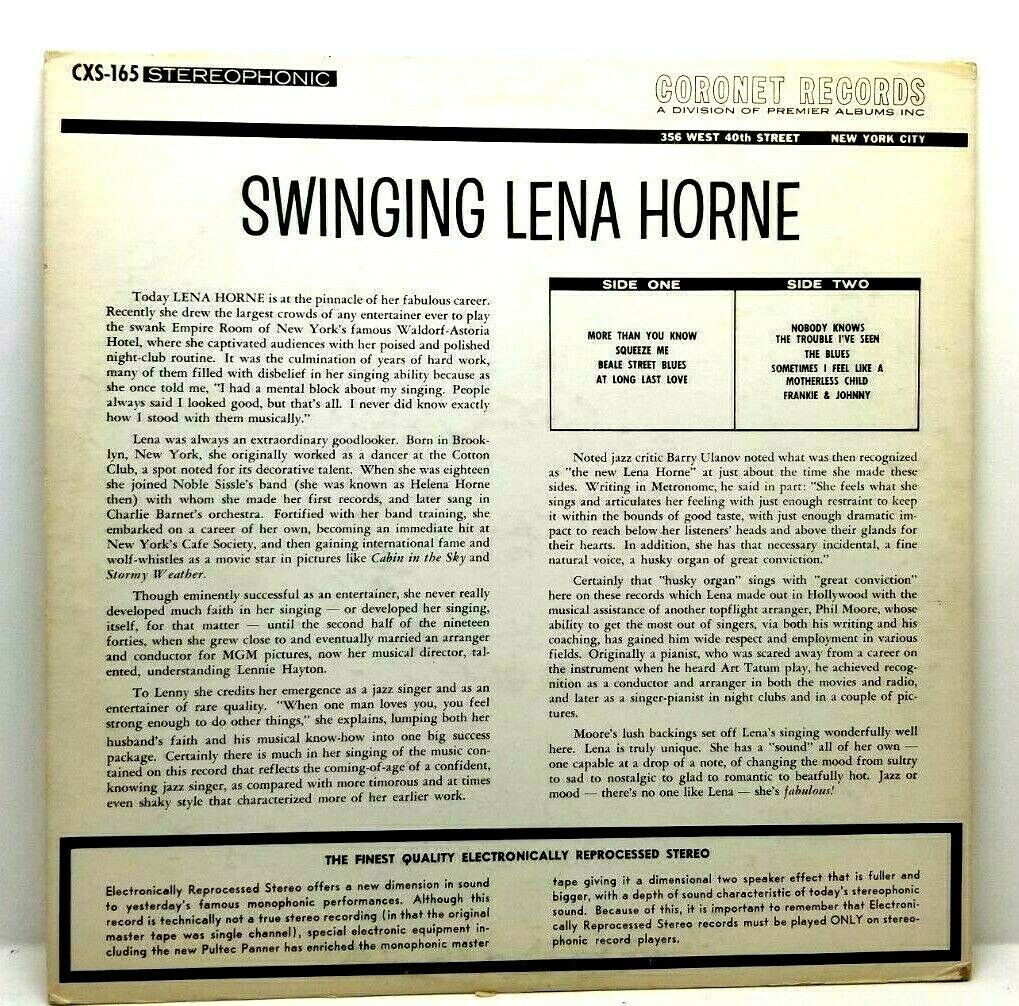 CXS-165 STEREOPHONIC
CORONET RECORDS
A DIVISION OF PREMIER ALBUMS INC
356 WEST 40th STREET NEW YORK CITY
SWINGING LENA HORNE
Today LENA HORNE is at the pinnacle of her fabulous career.
Recently she drew the largest crowds of any entertainer ever to play
the swank Empire Room of New York's famous Waldorf-Astoria
Hotel, where she captivated audiences with her poised and polished
night-club routine. It was the culmination of years of hard work,
many of them filled with disbelief in her singing ability because as
she once told me, "I had a mental block about my singing. People
always said I looked good, but that's all. I never did know exactly
how I stood with them musically."
Lena was always an extraordinary goodlooker. Born in Brook-
lyn, New York, she originally worked as a dancer at the Cotton
Club, a spot noted for its decorative talent. When she was eighteen
she joined Noble Sissle's band (she was known as Helena Horne
then) with whom she made her first records, and later sang in
Charlie Barnet's orchestra. Fortified with her band training, she
embarked on a career of her own, becoming an immediate hit at
New York's Cafe Society, and then gaining international fame and
wolf-whistles as a movie star in pictures like Cabin in the Sky and
Stormy Weather.
Though eminently successful as an entertainer, she never really
developed much faith in her singing — or developed her singing,
itself, for that matter — until the second half of the nineteen
forties, when she grew close to and eventually married an arranger
and conductor for MGM pictures, now her musical director, tal-
ented, understanding Lennie Hayton.
To Lenny she credits her emergence as a jazz singer and as an
entertainer of rare quality. "When one man loves you, you feel
strong enough to do other things," she explains, lumping both her
husband's faith and his musical know-how into one big success
package. Certainly there is much in her singing of the music con-
tained on this record that reflects the coming-of-age of a confident,
knowing jazz singer, as compared with more timorous and at times
even shaky style that characterized more of her earlier work.
SIDE ONE
MORE THAN YOU KNOW
SQUEEZE ME
BEALE STREET BLUES
AT LONG LAST LOVE
SIDE TWO
NOBODY KNOWS
THE TROUBLE I'VE SEEN
THE BLUES
SOMETIMES I FEEL LIKE A
MOTHERLESS CHILD
FRANKIE & JOHNNY
Noted jazz critic Barry Ulanov noted what was then recognized
as "the new Lena Horne" at just about the time she made these
sides. Writing in Metronome, he said in part: "She feels what she
sings and articulates her feeling with just enough restraint to keep
it within the bounds of good taste, with just enough dramatic im-
pact to reach below her listeners' heads and above their glands for
their hearts. In addition, she has that necessary incidental, a fine
natural voice, a husky organ of great conviction."
Certainly that "husky organ" sings with "great conviction"
here on these records which Lena made out in Hollywood with the
musical assistance of another topflight arranger, Phil Moore, whose
ability to get the most out of singers, via both his writing and his
coaching, has gained him wide respect and employment in various
fields. Originally a pianist, who was scared away from a career on
the instrument when he heard Art Tatum play, he achieved recog-
nition as a conductor and arranger in both the movies and radio,
and later as a singer-pianist in night clubs and in a couple of pic-
tures.
Moore's lush backings set off Lena's singing wonderfully well
here. Lena is truly unique. She has a "sound" all of her own —
one capable at a drop of a note, of changing the mood from sultry
to sad to nostalgic to glad to romantic to beatfully hot. Jazz or
mood — there's no one like Lena — she's fabulous!
THE FINEST QUALITY ELECTRONICALLY REPROCESSED STEREO
Electronically Reprocessed Stereo offers a new dimension in sound
to yesterday's famous monophonic performances. Although this
record is technically not a true stereo recording (in that the original
master tape was single channel), special electronic equipment in-
cluding the new Pultec Panner has enriched the monophonic master
tape giving it a dimensional two speaker effect that is fuller and
bigger, with a depth of sound characteristic of today's stereophonic
sound. Because of this, it is important to remember that Electroni-
cally Reprocessed Stereo records must be played ONLY on stereo-
phonic record players.